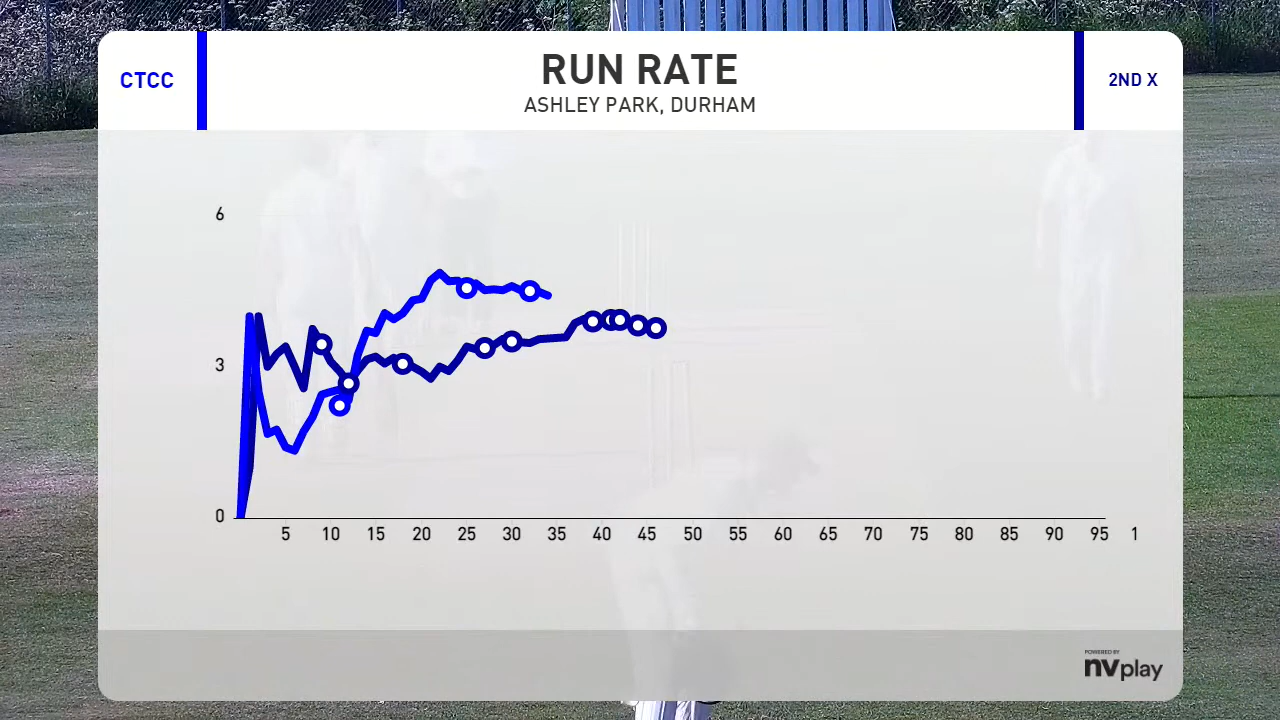 CTCC
RUN RATE
ASHLEY PARK, DURHAM
2ND X
6
3
0
5 10 15 20 25 30 35 40 45 50 55 60 65 70 75 80 85 90 95 1
POWERED BY
nvplay